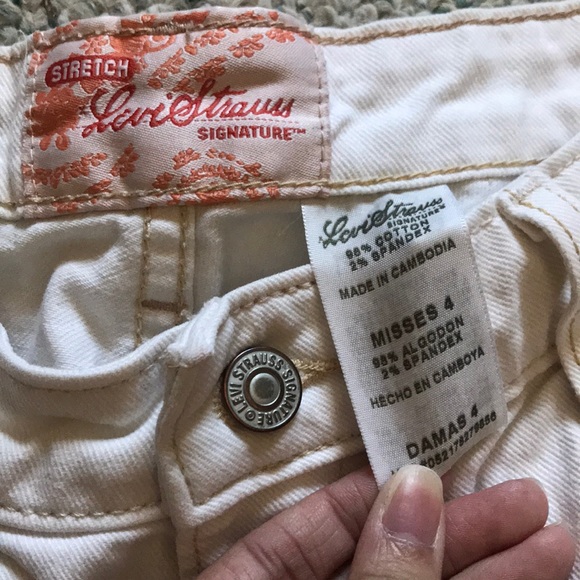 STRETCH
Levi Strauss
SIGNATURE™
Levi Strauss
SIGNATURE™
98% COTTON
2% SPANDEX
MADE IN CAMBODIA
MISSES 4
98% ALGODON
2% SPANDEX
HECHO EN CAMBOYA
DAMAS 4
LEVI STRAUSS SIGNATURE ®